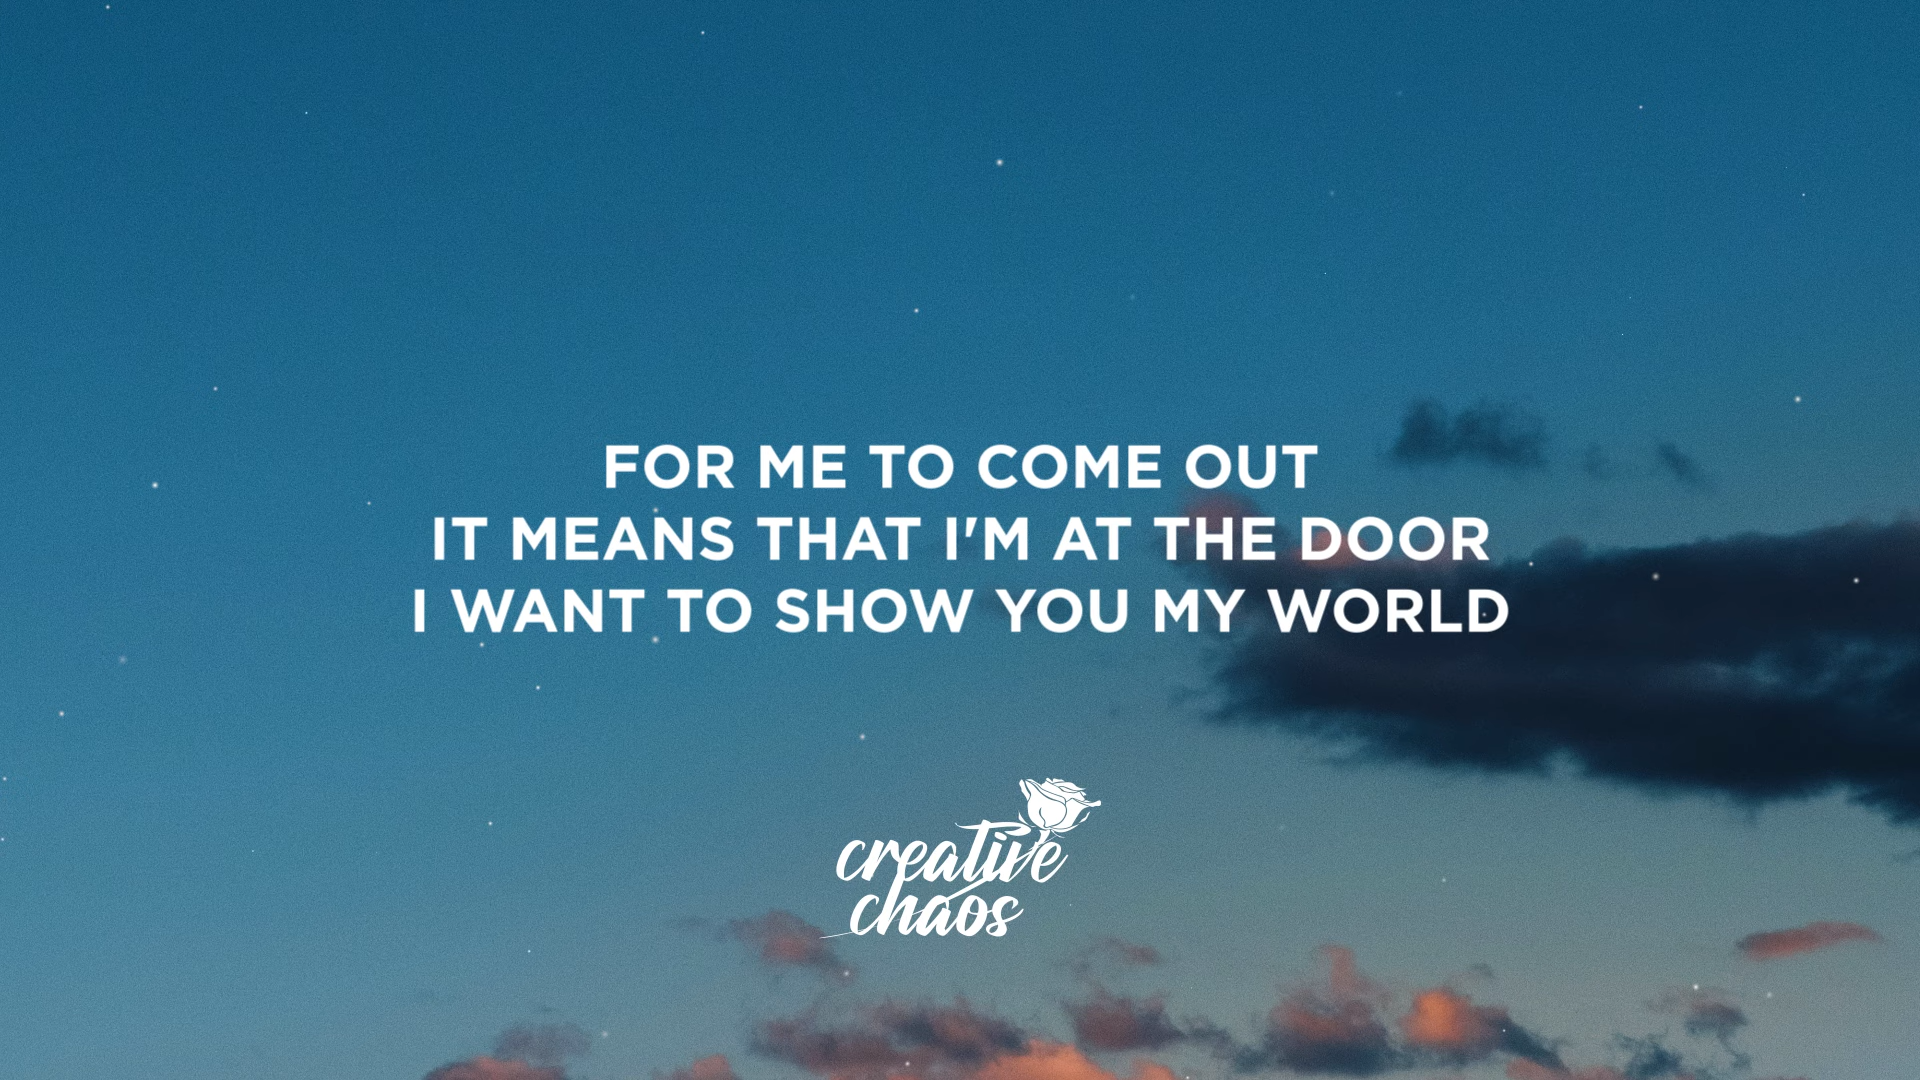 FOR ME TO COME OUT
IT MEANS THAT I'M AT THE DOOR
I WANT TO SHOW YOU MY WORLD
creative
chaos